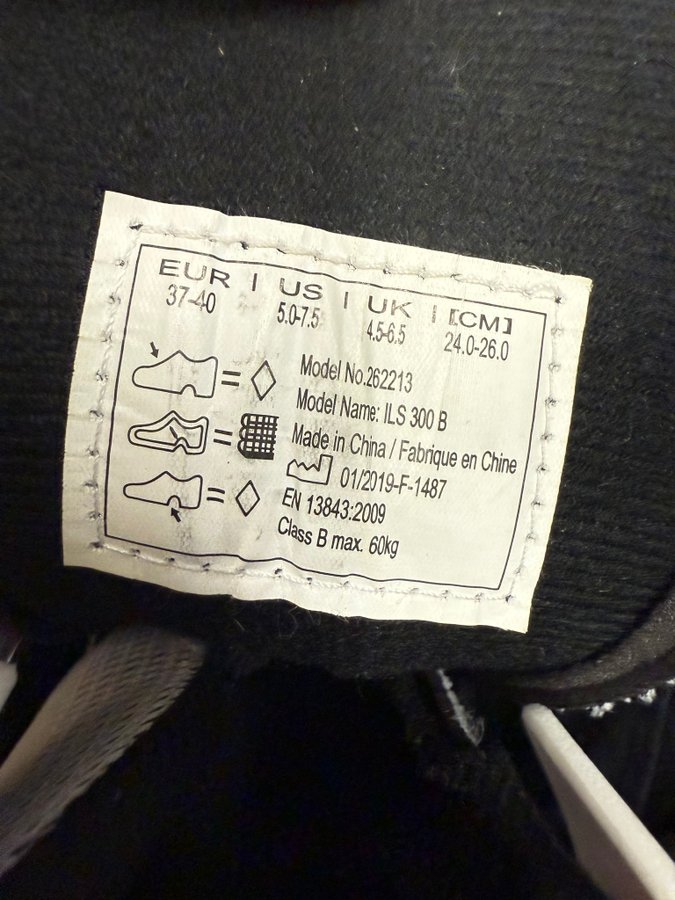 EUR | US | UK | [CM]
37-40 5.0-7.5 4.5-6.5 24.0-26.0
Model No.262213
Model Name: ILS 300 B
Made in China / Fabrique en Chine
01/2019-F-1487
EN 13843:2009
Class B max. 60kg